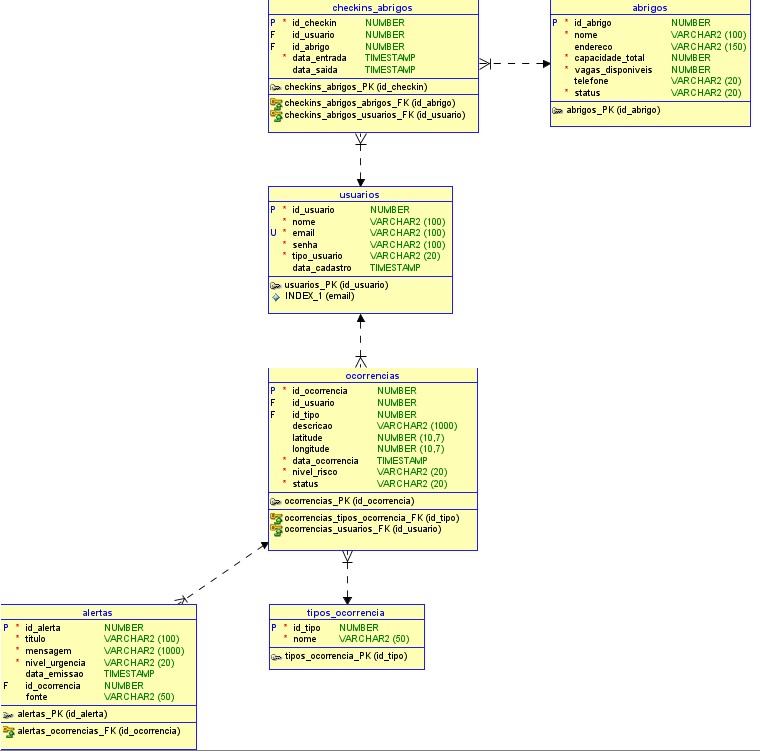 checkins_abrigos
P * id_checkin NUMBER
F id_usuario NUMBER
F id_abrigo NUMBER
* data_entrada TIMESTAMP
data_saida TIMESTAMP
checkins_abrigos_PK (id_checkin)
checkins_abrigos_abrigos_FK (id_abrigo)
checkins_abrigos_usuarios_FK (id_usuario)
abrigos
P * id_abrigo NUMBER
* nome VARCHAR2 (100)
endereco VARCHAR2 (150)
* capacidade_total NUMBER
* vagas_disponiveis NUMBER
telefone VARCHAR2 (20)
* status VARCHAR2 (20)
abrigos_PK (id_abrigo)
usuarios
P * id_usuario NUMBER
* nome VARCHAR2 (100)
U * email VARCHAR2 (100)
* senha VARCHAR2 (100)
* tipo_usuario VARCHAR2 (20)
data_cadastro TIMESTAMP
usuarios_PK (id_usuario)
INDEX_1 (email)
ocorrencias
P * id_ocorrencia NUMBER
F id_usuario NUMBER
F id_tipo NUMBER
descricao VARCHAR2 (1000)
latitude NUMBER (10,7)
longitude NUMBER (10,7)
* data_ocorrencia TIMESTAMP
* nivel_risco VARCHAR2 (20)
* status VARCHAR2 (20)
ocorrencias_PK (id_ocorrencia)
ocorrencias_tipos_ocorrencia_FK (id_tipo)
ocorrencias_usuarios_FK (id_usuario)
alertas
P * id_alerta NUMBER
* titulo VARCHAR2 (100)
* mensagem VARCHAR2 (1000)
* nivel_urgencia VARCHAR2 (20)
data_emissao TIMESTAMP
F id_ocorrencia NUMBER
fonte VARCHAR2 (50)
alertas_PK (id_alerta)
alertas_ocorrencias_FK (id_ocorrencia)
tipos_ocorrencia
P * id_tipo NUMBER
* nome VARCHAR2 (50)
tipos_ocorrencia_PK (id_tipo)